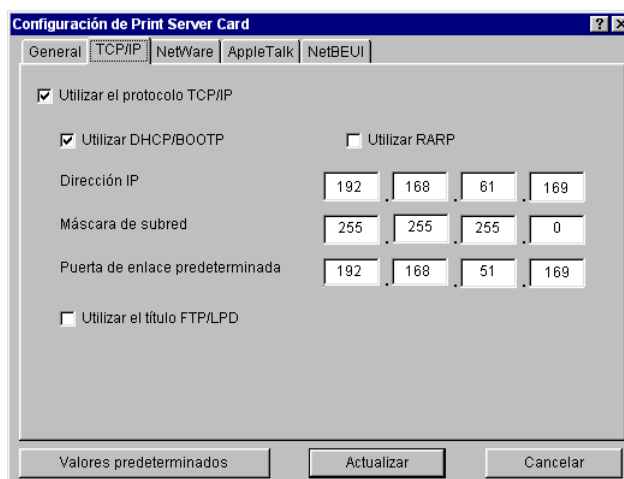 Configuración de Print Server Card
General TCP/IP NetWare AppleTalk NetBEUI
Utilizar el protocolo TCP/IP
Utilizar DHCP/BOOTP Utilizar RARP
Dirección IP 192 . 168 . 61 . 169
Máscara de subred 255 . 255 . 255 . 0
Puerta de enlace predeterminada 192 . 168 . 51 . 169
Utilizar el título FTP/LPD
Valores predeterminados Actualizar Cancelar